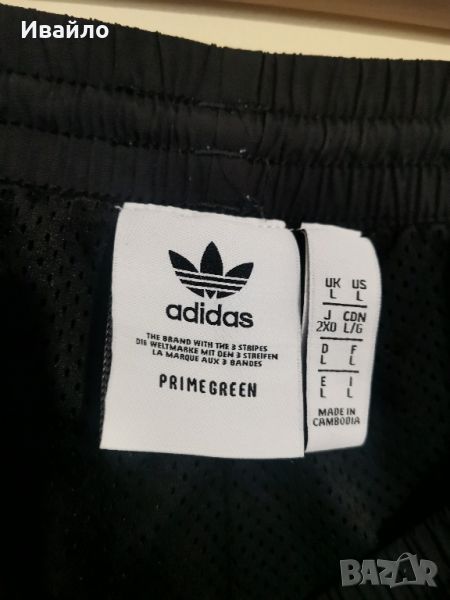 Ивайло
adidas
THE BRAND WITH THE 3 STRIPES
DIE WELTMARKE MIT DEN 3 STREIFEN
LA MARQUE AUX 3 BANDES
PRIMEGREEN
UK US
L L
J CDN
2XO L/G
D F
L L
E I
L L
MADE IN
CAMBODIA
BAZAR